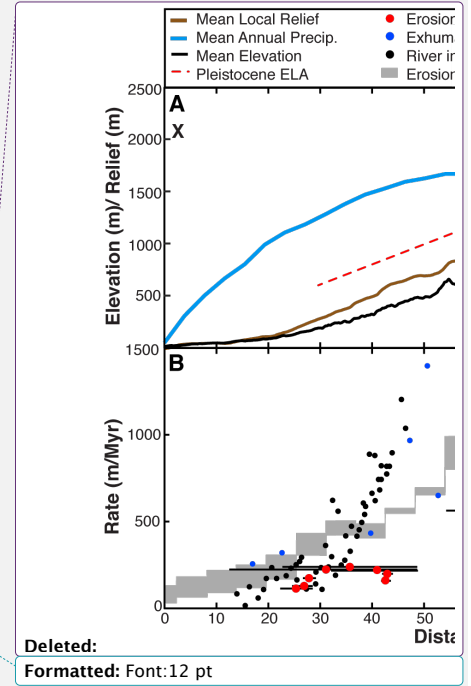 Mean Local Relief Erosion
Mean Annual Precip. Exhum
Mean Elevation River in
Pleistocene ELA Erosion
Elevation (m)/ Relief (m)
2500
2000
1500
1000
500
A
X
Rate (m/Myr)
1500
1000
500
0
B
0 10 20 30 40 50
Dista
Deleted:
Formatted: Font:12 pt